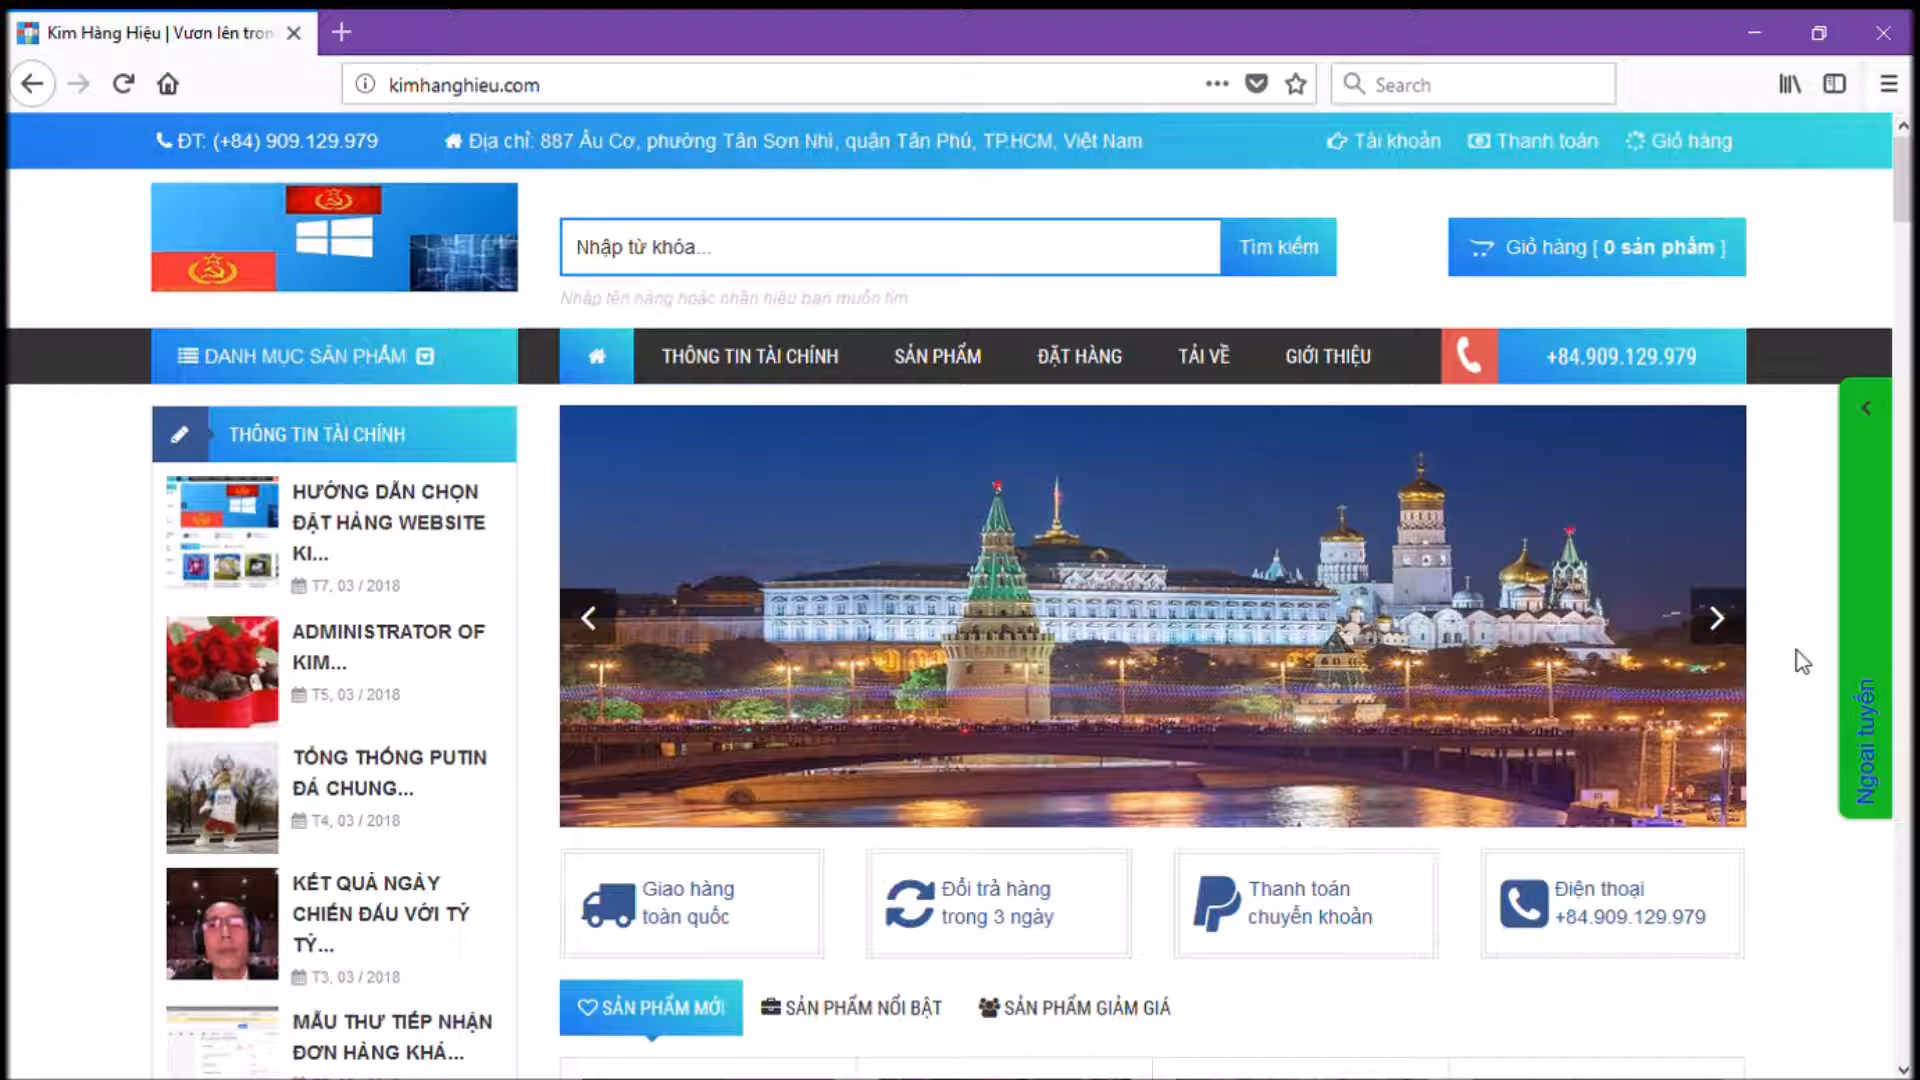 Kim Hàng Hiệu | Vươn lên tron
kimhanghieu.com
Search
ĐT: (+84) 909.129.979
Địa chỉ: 887 Âu Cơ, phường Tân Sơn Nhì, quận Tân Phú, TP.HCM, Việt Nam
Tài khoản
Thanh toán
Giỏ hàng
Nhập từ khóa...
Tìm kiếm
Giỏ hàng [ 0 sản phẩm ]
Nhập tên hàng hoặc nhãn hiệu bạn muốn tìm
DANH MỤC SẢN PHẨM
THÔNG TIN TÀI CHÍNH
SẢN PHẨM
ĐẶT HÀNG
TẢI VỀ
GIỚI THIỆU
+84.909.129.979
THÔNG TIN TÀI CHÍNH
HƯỚNG DẪN CHỌN
ĐẶT HÀNG WEBSITE
KI...
T7, 03 / 2018
ADMINISTRATOR OF
KIM...
T5, 03 / 2018
TỔNG THỐNG PUTIN
ĐÁ CHUNG...
T4, 03 / 2018
KẾT QUẢ NGÀY
CHIẾN ĐẤU VỚI TỶ
TỶ...
T3, 03 / 2018
MẪU THƯ TIẾP NHẬN
ĐƠN HÀNG KHÁ...
Ngoại tuyến
Giao hàng
toàn quốc
Đổi trả hàng
trong 3 ngày
Thanh toán
chuyển khoản
Điện thoại
+84.909.129.979
SẢN PHẨM MỚI
SẢN PHẨM NỔI BẬT
SẢN PHẨM GIẢM GIÁ